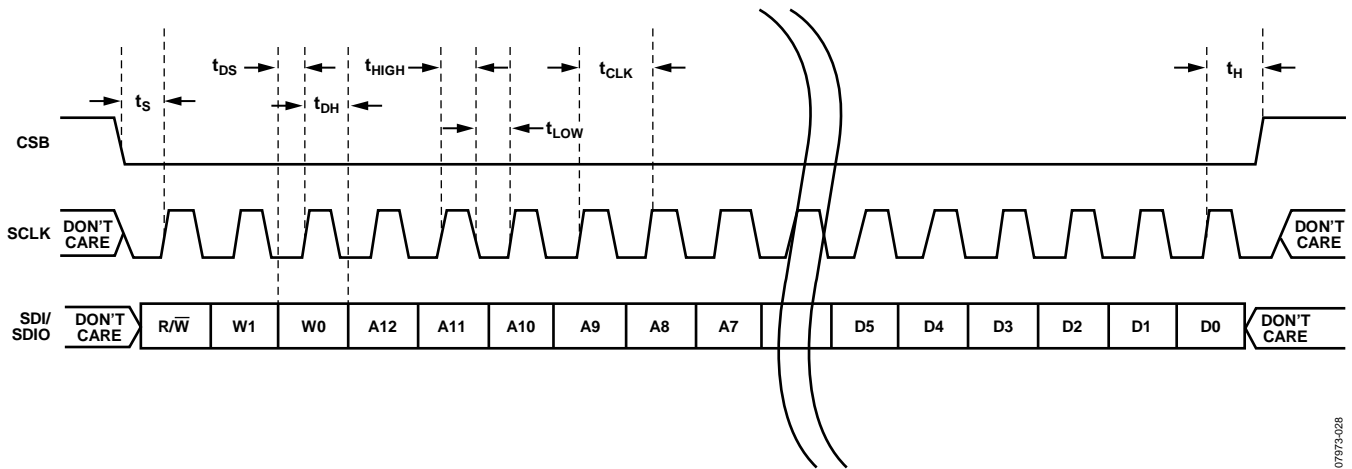 tDS
tHIGH
tCLK
tH
tS
tDH
tLOW
CSB
SCLK
DON'T
CARE
DON'T
CARE
SDI/
SDIO
DON'T
CARE
R/W̅
W1
W0
A12
A11
A10
A9
A8
A7
D5
D4
D3
D2
D1
D0
DON'T
CARE
07973-028